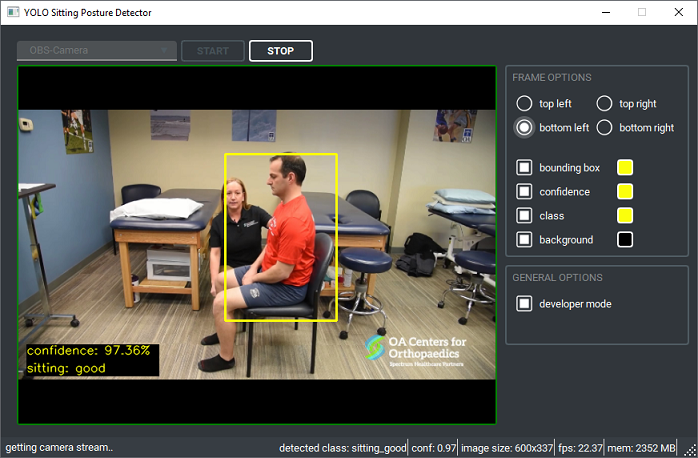 YOLO Sitting Posture Detector
OBS-Camera
START
STOP
confidence: 97.36%
sitting: good
OA Centers for
Orthopaedics
Spectrum Healthcare Partners
FRAME OPTIONS
top left
top right
bottom left
bottom right
bounding box
confidence
class
background
GENERAL OPTIONS
developer mode
getting camera stream..
detected class: sitting_good
conf: 0.97
image size: 600x337
fps: 22.37
mem: 2352 MB